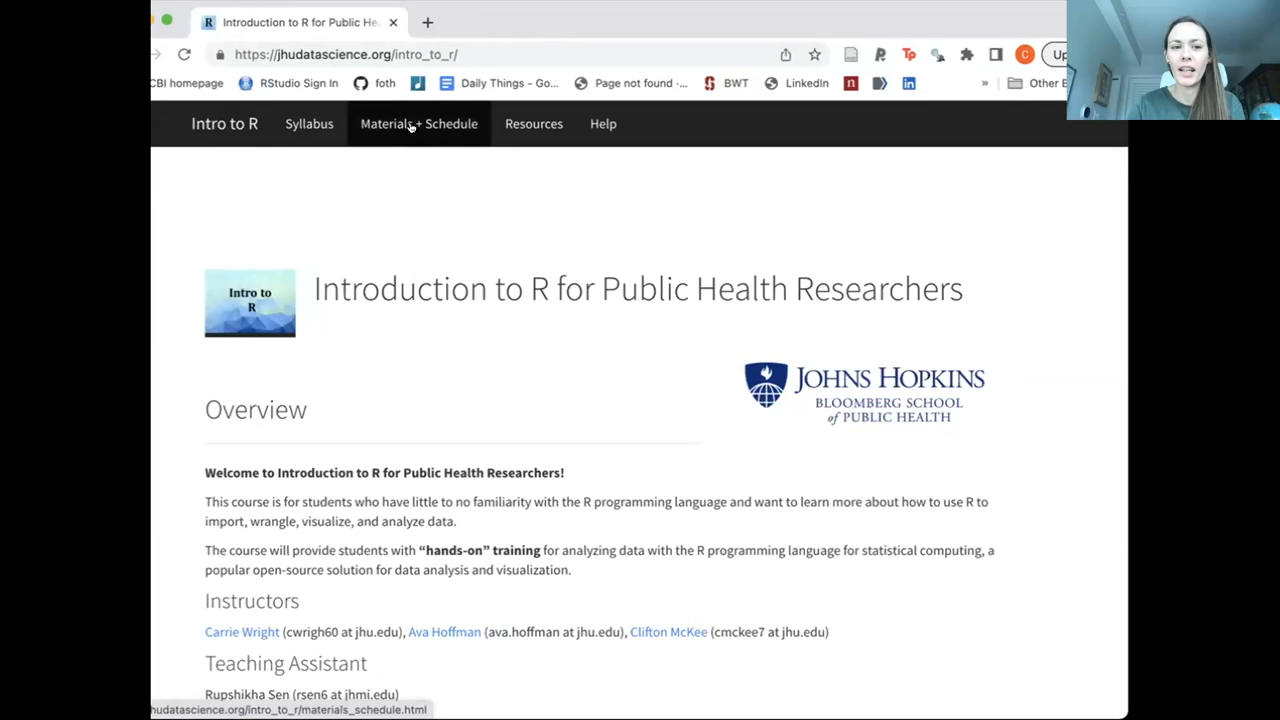 Introduction to R for Public He
https://jhudatascience.org/intro_to_r/
CBI homepage RStudio Sign In foth Daily Things - Go... Page not found -... BWT LinkedIn » Other
Intro to R Syllabus Materials + Schedule Resources Help
Intro to
R
Introduction to R for Public Health Researchers
JOHNS HOPKINS
BLOOMBERG SCHOOL
of PUBLIC HEALTH
Overview
Welcome to Introduction to R for Public Health Researchers!
This course is for students who have little to no familiarity with the R programming language and want to learn more about how to use R to
import, wrangle, visualize, and analyze data.
The course will provide students with “hands-on” training for analyzing data with the R programming language for statistical computing, a
popular open-source solution for data analysis and visualization.
Instructors
Carrie Wright (cwrigh60 at jhu.edu), Ava Hoffman (ava.hoffman at jhu.edu), Clifton McKee (cmckee7 at jhu.edu)
Teaching Assistant
Rupshikha Sen (rsen6 at jhmi.edu)
hudatascience.org/intro_to_r/materials_schedule.html